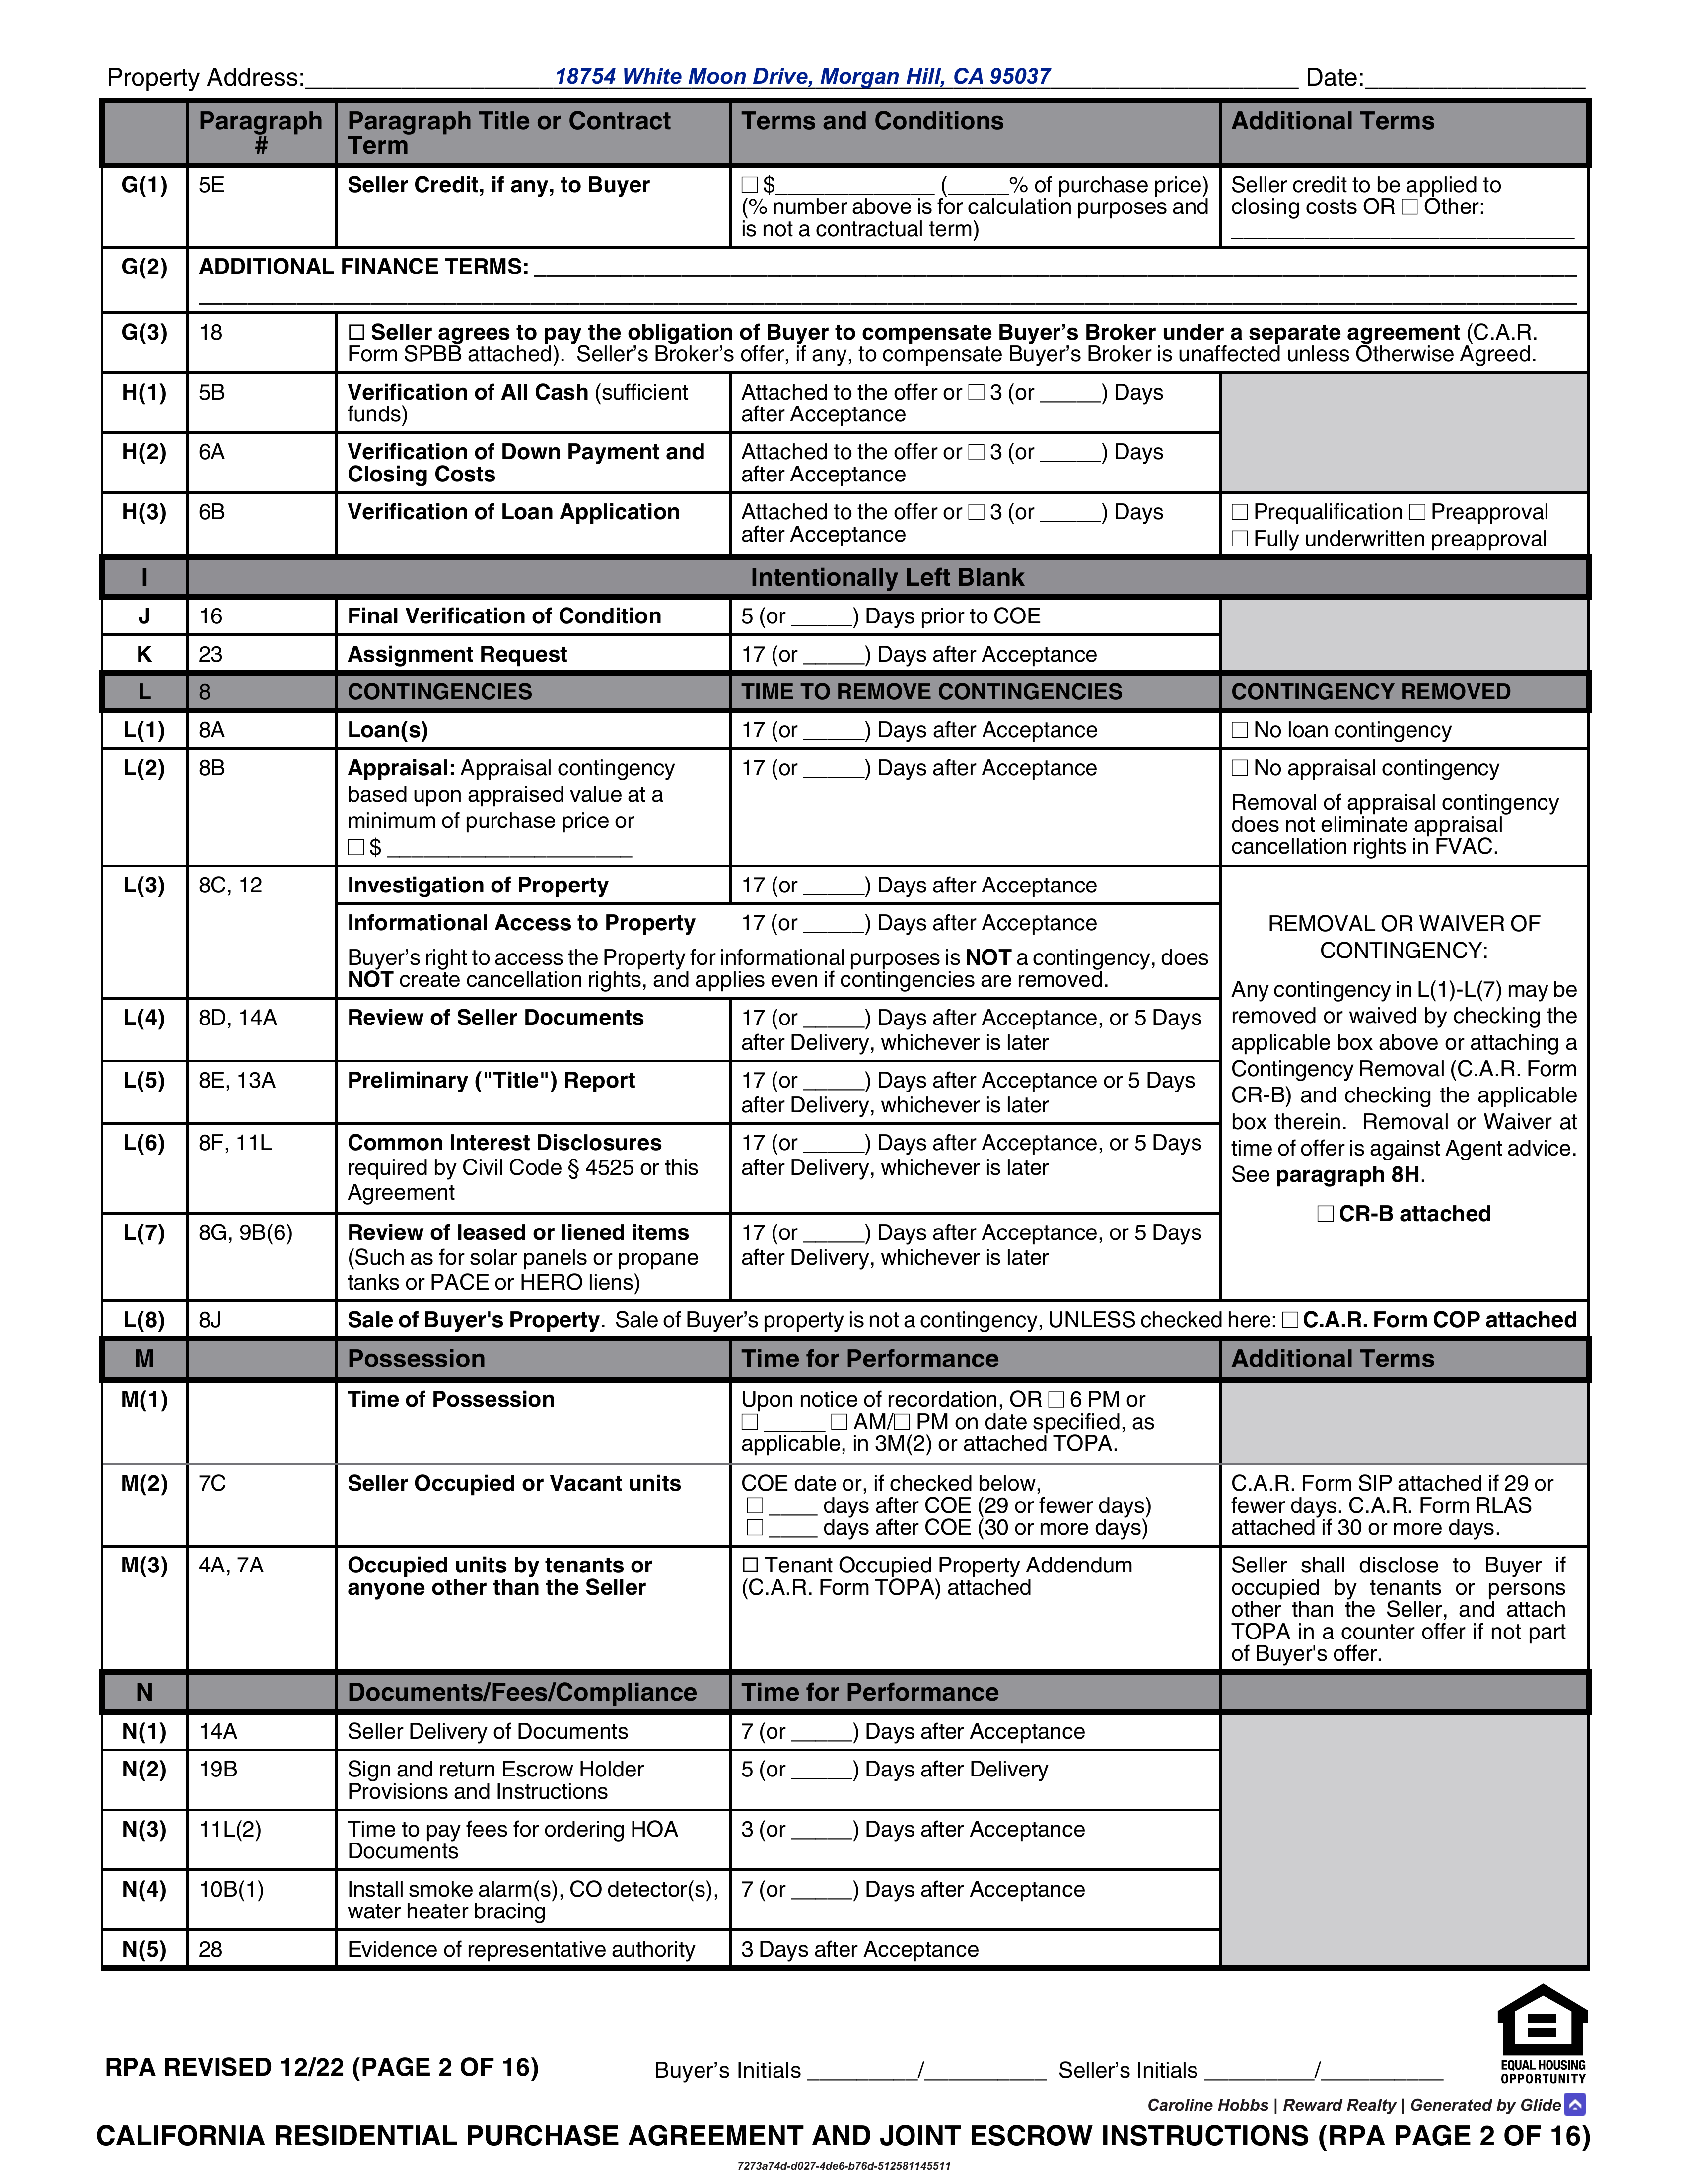 Property Address: 18754 White Moon Drive, Morgan Hill, CA 95037 Date:
Paragraph # Paragraph Title or Contract Term Terms and Conditions Additional Terms
G(1) 5E Seller Credit, if any, to Buyer ☐ $_____________ (_____% of purchase price) Seller credit to be applied to
(% number above is for calculation purposes and closing costs OR ☐ Other:
is not a contractual term)
G(2) ADDITIONAL FINANCE TERMS:
G(3) 18 ☐ Seller agrees to pay the obligation of Buyer to compensate Buyer's Broker under a separate agreement (C.A.R.
Form SPBB attached). Seller's Broker's offer, if any, to compensate Buyer's Broker is unaffected unless Otherwise Agreed.
H(1) 5B Verification of All Cash (sufficient Attached to the offer or ☐ 3 (or _____) Days
funds) after Acceptance
H(2) 6A Verification of Down Payment and Attached to the offer or ☐ 3 (or _____) Days
Closing Costs after Acceptance
H(3) 6B Verification of Loan Application Attached to the offer or ☐ 3 (or _____) Days ☐ Prequalification ☐ Preapproval
after Acceptance ☐ Fully underwritten preapproval
I Intentionally Left Blank
J 16 Final Verification of Condition 5 (or _____) Days prior to COE
K 23 Assignment Request 17 (or _____) Days after Acceptance
L 8 CONTINGENCIES TIME TO REMOVE CONTINGENCIES CONTINGENCY REMOVED
L(1) 8A Loan(s) 17 (or _____) Days after Acceptance ☐ No loan contingency
L(2) 8B Appraisal: Appraisal contingency 17 (or _____) Days after Acceptance ☐ No appraisal contingency
based upon appraised value at a
minimum of purchase price or
☐ $ ____________________
Removal of appraisal contingency
does not eliminate appraisal
cancellation rights in FVAC.
L(3) 8C, 12 Investigation of Property 17 (or _____) Days after Acceptance
Informational Access to Property 17 (or _____) Days after Acceptance
Buyer's right to access the Property for informational purposes is NOT a contingency, does
NOT create cancellation rights, and applies even if contingencies are removed.
L(4) 8D, 14A Review of Seller Documents 17 (or _____) Days after Acceptance, or 5 Days
after Delivery, whichever is later
L(5) 8E, 13A Preliminary ("Title") Report 17 (or _____) Days after Acceptance or 5 Days
after Delivery, whichever is later
L(6) 8F, 11L Common Interest Disclosures 17 (or _____) Days after Acceptance, or 5 Days
required by Civil Code § 4525 or this after Delivery, whichever is later
Agreement
L(7) 8G, 9B(6) Review of leased or liened items 17 (or _____) Days after Acceptance, or 5 Days
(Such as for solar panels or propane after Delivery, whichever is later
tanks or PACE or HERO liens)
REMOVAL OR WAIVER OF
CONTINGENCY:
Any contingency in L(1)-L(7) may be
removed or waived by checking the
applicable box above or attaching a
Contingency Removal (C.A.R. Form
CR-B) and checking the applicable
box therein. Removal or Waiver at
time of offer is against Agent advice.
See paragraph 8H.
☐ CR-B attached
L(8) 8J Sale of Buyer's Property. Sale of Buyer's property is not a contingency, UNLESS checked here: ☐ C.A.R. Form COP attached
M Possession Time for Performance Additional Terms
M(1) Time of Possession Upon notice of recordation, OR ☐ 6 PM or
☐ _____ ☐ AM/☐ PM on date specified, as
applicable, in 3M(2) or attached TOPA.
M(2) 7C Seller Occupied or Vacant units COE date or, if checked below, C.A.R. Form SIP attached if 29 or
☐ ____ days after COE (29 or fewer days) fewer days. C.A.R. Form RLAS
☐ ____ days after COE (30 or more days) attached if 30 or more days.
M(3) 4A, 7A Occupied units by tenants or ☐ Tenant Occupied Property Addendum Seller shall disclose to Buyer if
anyone other than the Seller (C.A.R. Form TOPA) attached occupied by tenants or persons
other than the Seller, and attach
TOPA in a counter offer if not part
of Buyer's offer.
N Documents/Fees/Compliance Time for Performance
N(1) 14A Seller Delivery of Documents 7 (or _____) Days after Acceptance
N(2) 19B Sign and return Escrow Holder 5 (or _____) Days after Delivery
Provisions and Instructions
N(3) 11L(2) Time to pay fees for ordering HOA 3 (or _____) Days after Acceptance
Documents
N(4) 10B(1) Install smoke alarm(s), CO detector(s), 7 (or _____) Days after Acceptance
water heater bracing
N(5) 28 Evidence of representative authority 3 Days after Acceptance
RPA REVISED 12/22 (PAGE 2 OF 16) Buyer's Initials _________/__________ Seller's Initials _________/__________
EQUAL HOUSING
OPPORTUNITY
Caroline Hobbs | Reward Realty | Generated by Glide
CALIFORNIA RESIDENTIAL PURCHASE AGREEMENT AND JOINT ESCROW INSTRUCTIONS (RPA PAGE 2 OF 16)
7273a74d-d027-4de6-b76d-512581145511